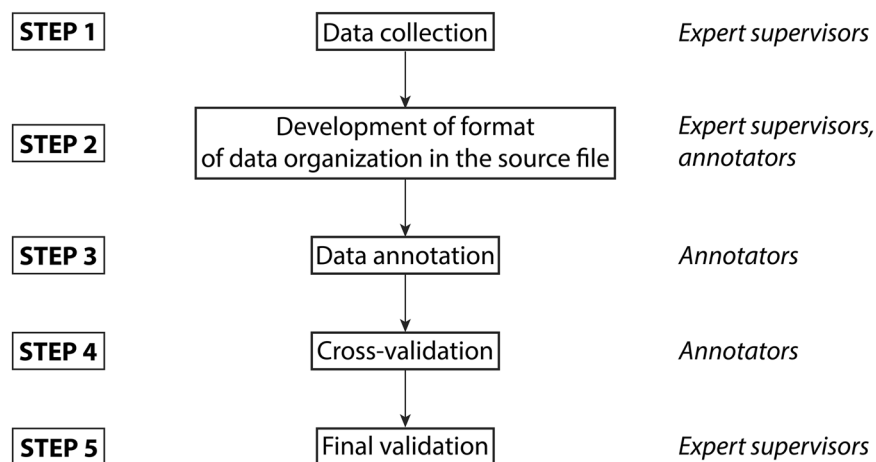 STEP 1
Data collection
Expert supervisors
STEP 2
Development of format
of data organization in the source file
Expert supervisors,
annotators
STEP 3
Data annotation
Annotators
STEP 4
Cross-validation
Annotators
STEP 5
Final validation
Expert supervisors